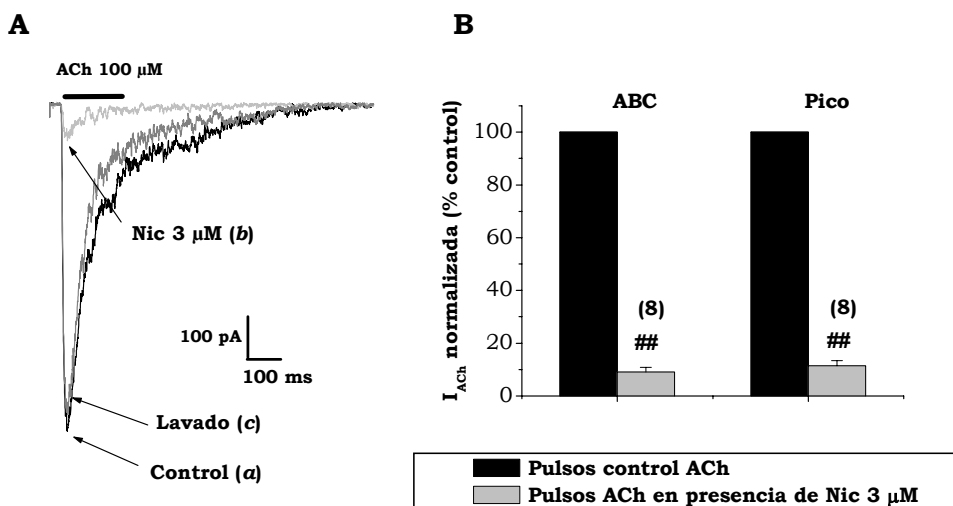 A
ACh 100 µM
Nic 3 µM (b)
100 pA
100 ms
Lavado (c)
Control (a)
B
ABC
Pico
I_ACh normalizada (% control)
100
80
60
40
20
0
(8)
##
(8)
##
Pulsos control ACh
Pulsos ACh en presencia de Nic 3 µM